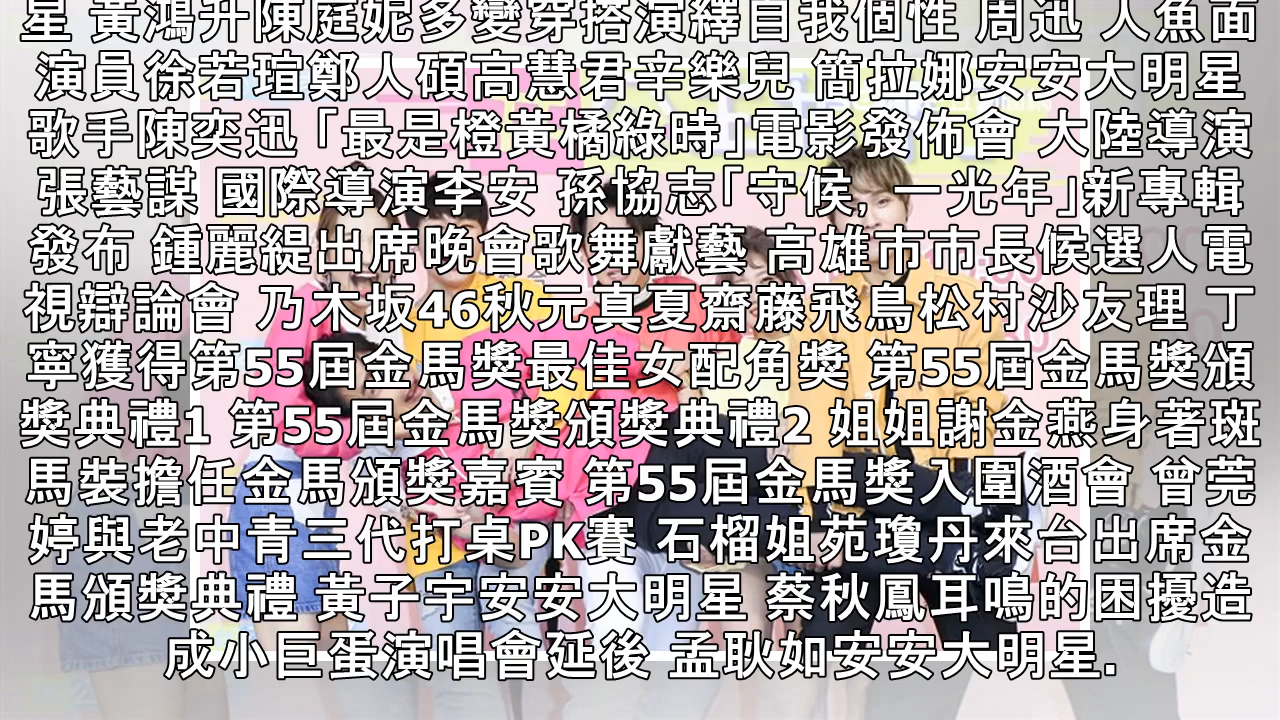 星 黃鴻升陳庭妮多變穿搭演繹自我個性 周迅 人魚面
演員徐若瑄鄭人碩高慧君辛樂兒 簡拉娜安安大明星
歌手陳奕迅 「最是橙黃橘綠時」電影發佈會 大陸導演
張藝謀 國際導演李安 孫協志「守候, 一光年」新專輯
發布 鍾麗緹出席晚會歌舞獻藝 高雄市市長候選人電
視辯論會 乃木坂46秋元真夏齋藤飛鳥松村沙友理 丁
寧獲得第55屆金馬獎最佳女配角獎 第55屆金馬獎頒
獎典禮1 第55屆金馬獎頒獎典禮2 姐姐謝金燕身著斑
馬裝擔任金馬頒獎嘉賓 第55屆金馬獎入圍酒會 曾莞
婷與老中青三代打桌PK賽 石榴姐苑瓊丹來台出席金
馬頒獎典禮 黃子宇安安大明星 蔡秋鳳耳鳴的困擾造
成小巨蛋演唱會延後 孟耿如安安大明星.